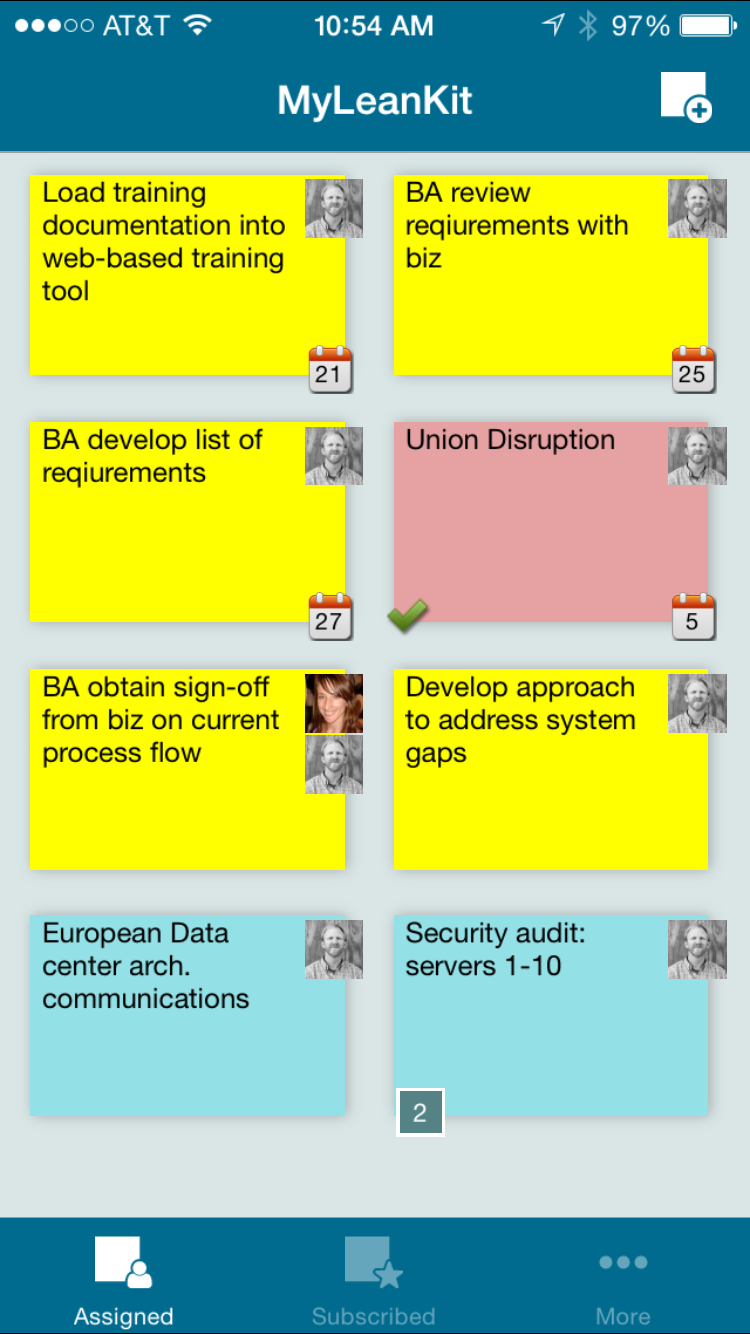 AT&T 10:54 AM 97%
MyLeanKit
Load training
documentation into
web-based training
tool
21
BA review
reqiurements with
biz
25
BA develop list of
reqiurements
27
Union Disruption
5
BA obtain sign-off
from biz on current
process flow
Develop approach
to address system
gaps
European Data
center arch.
communications
Security audit:
servers 1-10
2
Assigned
Subscribed
More